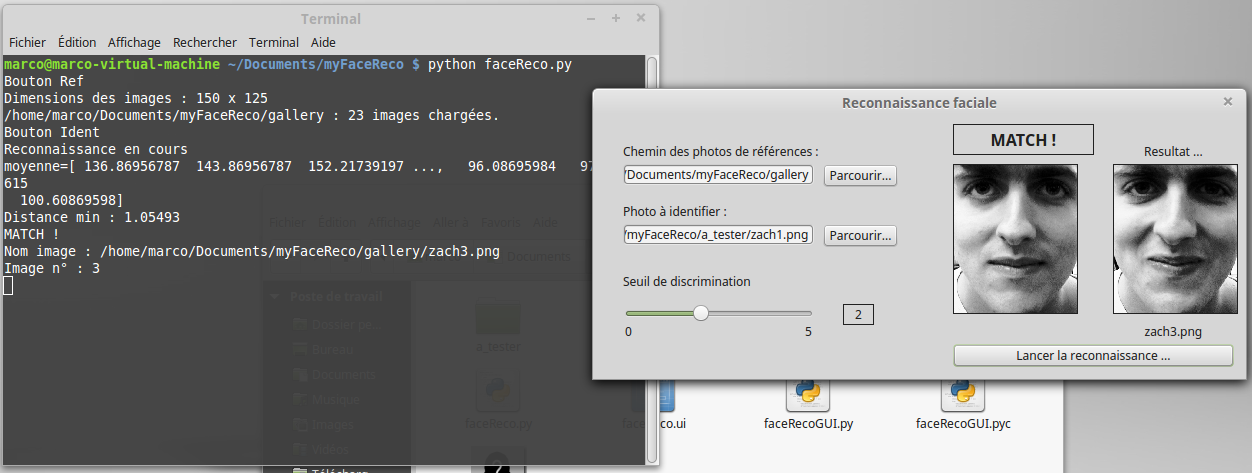 Terminal
Fichier Édition Affichage Rechercher Terminal Aide
marco@marco-virtual-machine ~/Documents/myFaceReco $ python faceReco.py
Bouton Ref
Dimensions des images : 150 x 125
/home/marco/Documents/myFaceReco/gallery : 23 images chargées.
Bouton Ident
Reconnaissance en cours
moyenne=[ 136.86956787 143.86956787 152.21739197 ..., 96.08695984 97
615
100.60869598]
Distance min : 1.05493
MATCH !
Nom image : /home/marco/Documents/myFaceReco/gallery/zach3.png
Image n° : 3
Fichier Édition Affichage Aller à Favoris Aide
Documents
Poste de travail
Dossier pe...
Bureau
Documents
Musique
Images
Vidéos
Télécharg
a_tester
faceReco.py
faceReco.ui
faceRecoGUI.py
faceRecoGUI.pyc
Reconnaissance faciale
Chemin des photos de références :
/Documents/myFaceReco/gallery
Parcourir...
Photo à identifier :
/myFaceReco/a_tester/zach1.png
Parcourir...
Seuil de discrimination
2
0 5
MATCH !
Resultat ...
zach3.png
Lancer la reconnaissance ...